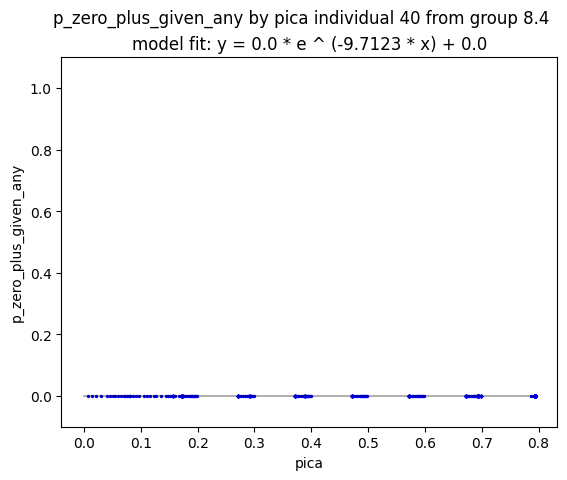 p_zero_plus_given_any by pica individual 40 from group 8.4
model fit: y = 0.0 * e ^ (-9.7123 * x) + 0.0
1.0
0.8
0.6
0.4
0.2
0.0
p_zero_plus_given_any
0.0 0.1 0.2 0.3 0.4 0.5 0.6 0.7 0.8
pica